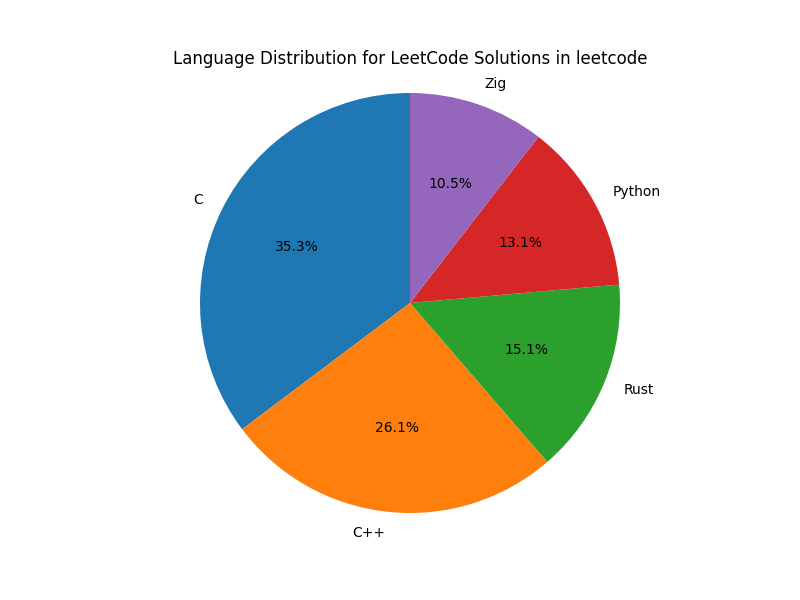 Language Distribution for LeetCode Solutions in leetcode
Zig
Python
C
10.5%
13.1%
35.3%
15.1%
Rust
26.1%
C++